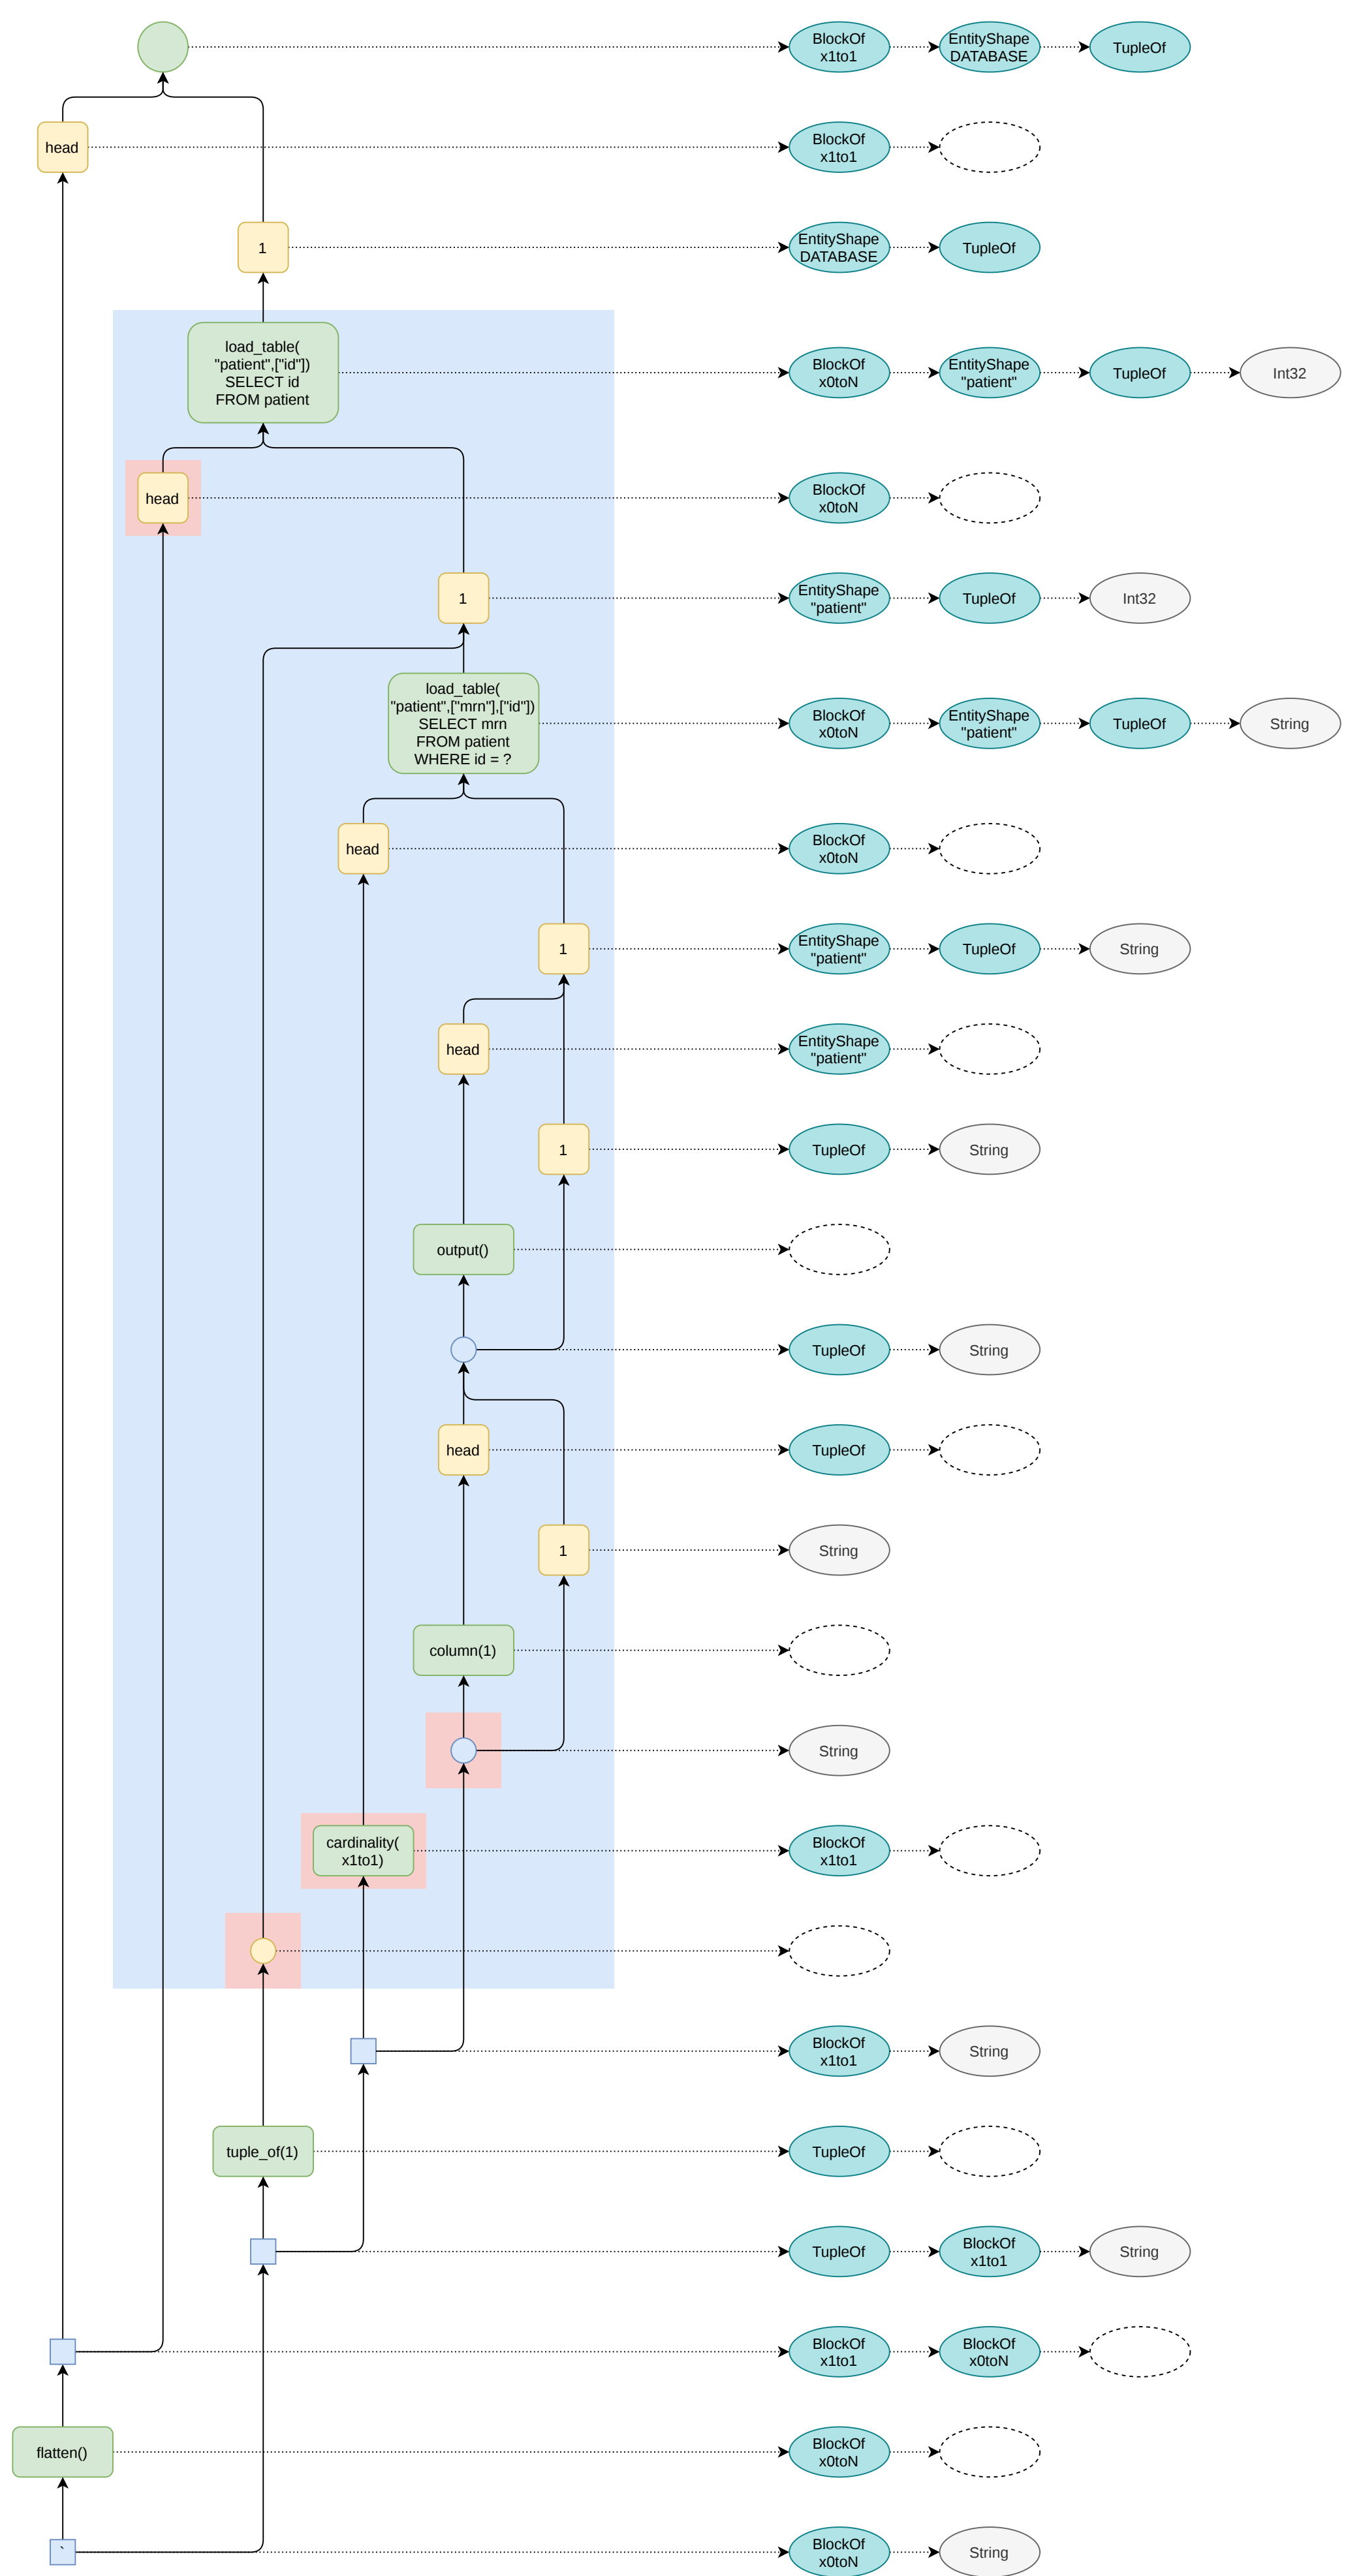 BlockOf
x1to1
EntityShape
DATABASE
TupleOf
head
BlockOf
x1to1
1
EntityShape
DATABASE
TupleOf
load_table(
"patient",["id"])
SELECT id
FROM patient
BlockOf
x0toN
EntityShape
"patient"
TupleOf
Int32
head
BlockOf
x0toN
1
EntityShape
"patient"
TupleOf
Int32
load_table(
"patient",["mrn"],["id"])
SELECT mrn
FROM patient
WHERE id = ?
BlockOf
x0toN
EntityShape
"patient"
TupleOf
String
head
BlockOf
x0toN
1
EntityShape
"patient"
TupleOf
String
head
EntityShape
"patient"
1
TupleOf
String
output()
TupleOf
String
head
TupleOf
1
String
column(1)
String
cardinality(
x1to1)
BlockOf
x1to1
BlockOf
x1to1
String
tuple_of(1)
TupleOf
TupleOf
BlockOf
x1to1
String
BlockOf
x1to1
BlockOf
x0toN
flatten()
BlockOf
x0toN
`
BlockOf
x0toN
String